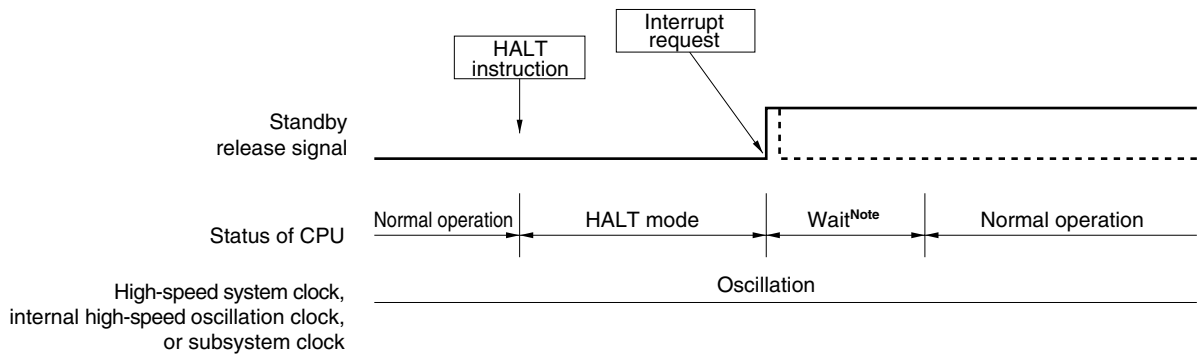 Interrupt
request
HALT
instruction
Standby
release signal
Status of CPU
Normal operation
HALT mode
WaitNote
Normal operation
High-speed system clock,
internal high-speed oscillation clock,
or subsystem clock
Oscillation